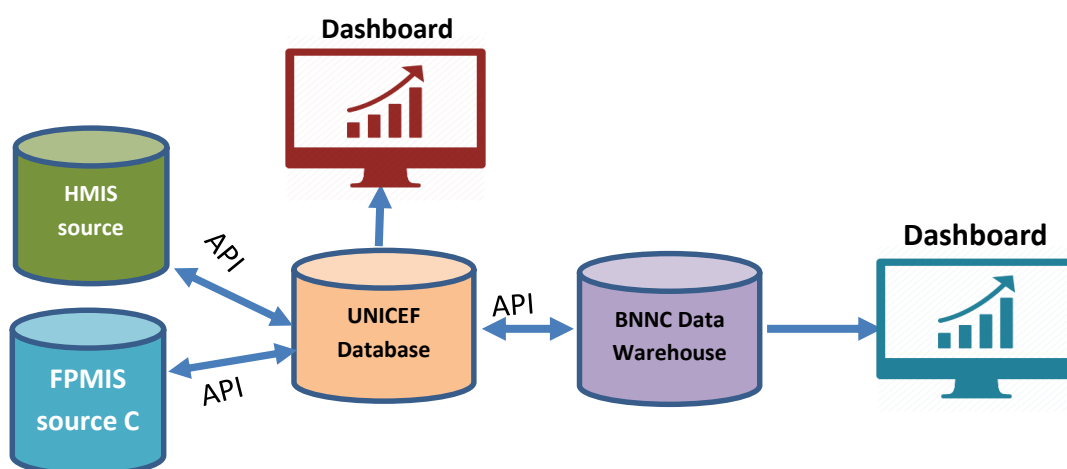 Dashboard
HMIS
source
API
FPMIS
source C
API
UNICEF
Database
API
BNNC Data
Warehouse
Dashboard